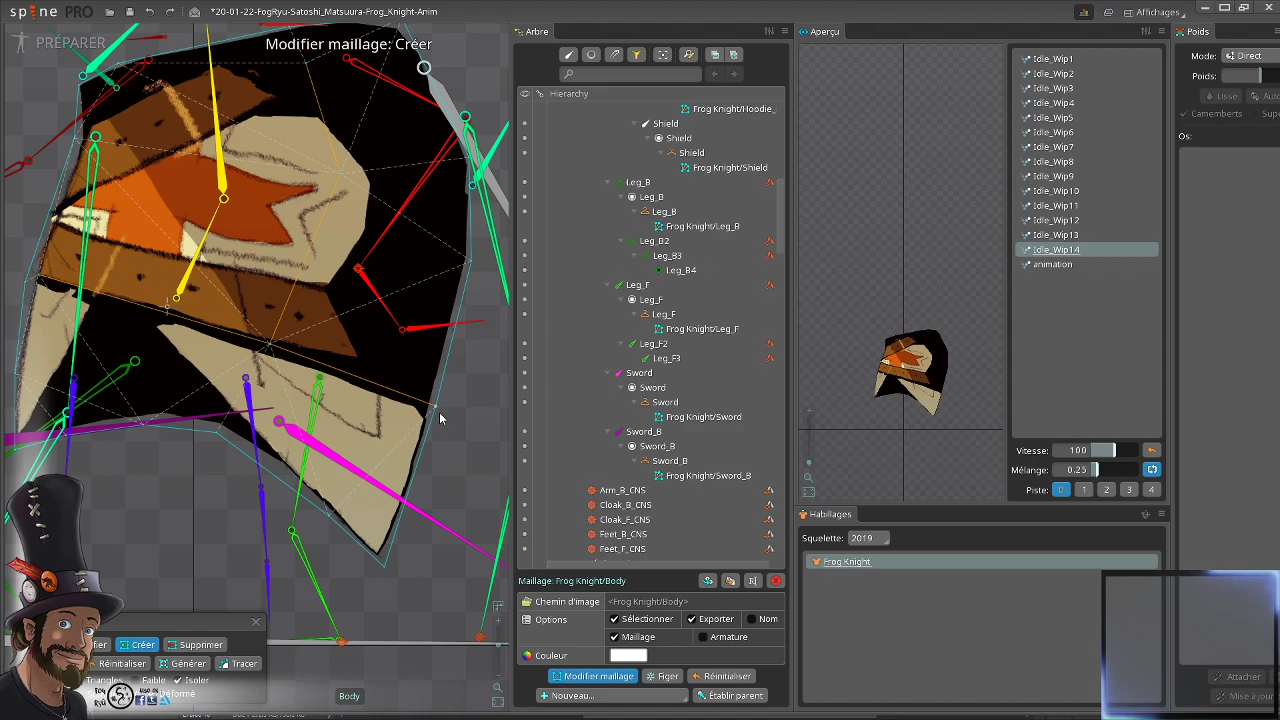 spine PRO
*20-01-22-FogRyu-Satoshi_Matsuura-Frog_Knight-Anim
Affichages
PRÉPARER
Modifier maillage: Créer
Arbre
Hierarchy
Frog Knight/Hoodie_
Shield
Shield
Shield
Frog Knight/Shield
Leg_B
Leg_B
Leg_B
Frog Knight/Leg_B
Leg_B2
Leg_B3
Leg_B4
Leg_F
Leg_F
Leg_F
Frog Knight/Leg_F
Leg_F2
Leg_F3
Sword
Sword
Sword
Frog Knight/Sword
Sword_B
Sword_B
Sword_B
Frog Knight/Sword_B
Arm_B_CNS
Cloak_B_CNS
Cloak_F_CNS
Feet_B_CNS
Feet_F_CNS
Maillage: Frog Knight/Body
Chemin d'image
<Frog Knight/Body>
Options
Sélectionner
Exporter
Nom
Maillage
Armature
Couleur
Modifier maillage
Figer
Réinitialiser
Nouveau...
Établir parent
Aperçu
Idle_Wip1
Idle_Wip2
Idle_Wip3
Idle_Wip4
Idle_Wip5
Idle_Wip6
Idle_Wip7
Idle_Wip8
Idle_Wip9
Idle_Wip10
Idle_Wip11
Idle_Wip12
Idle_Wip13
Idle_Wip14
animation
Vitesse: 100
Mélange: 0.25
Piste: 0 1 2 3 4
Habillages
Squelette: 2019
Frog Knight
Poids
Mode: Direct
Poids:
Lisse
Camemberts
Os:
Attacher
Créer
Supprimer
Réinitialiser
Générer
Tracer
Triangles
Faible
Isoler
Body